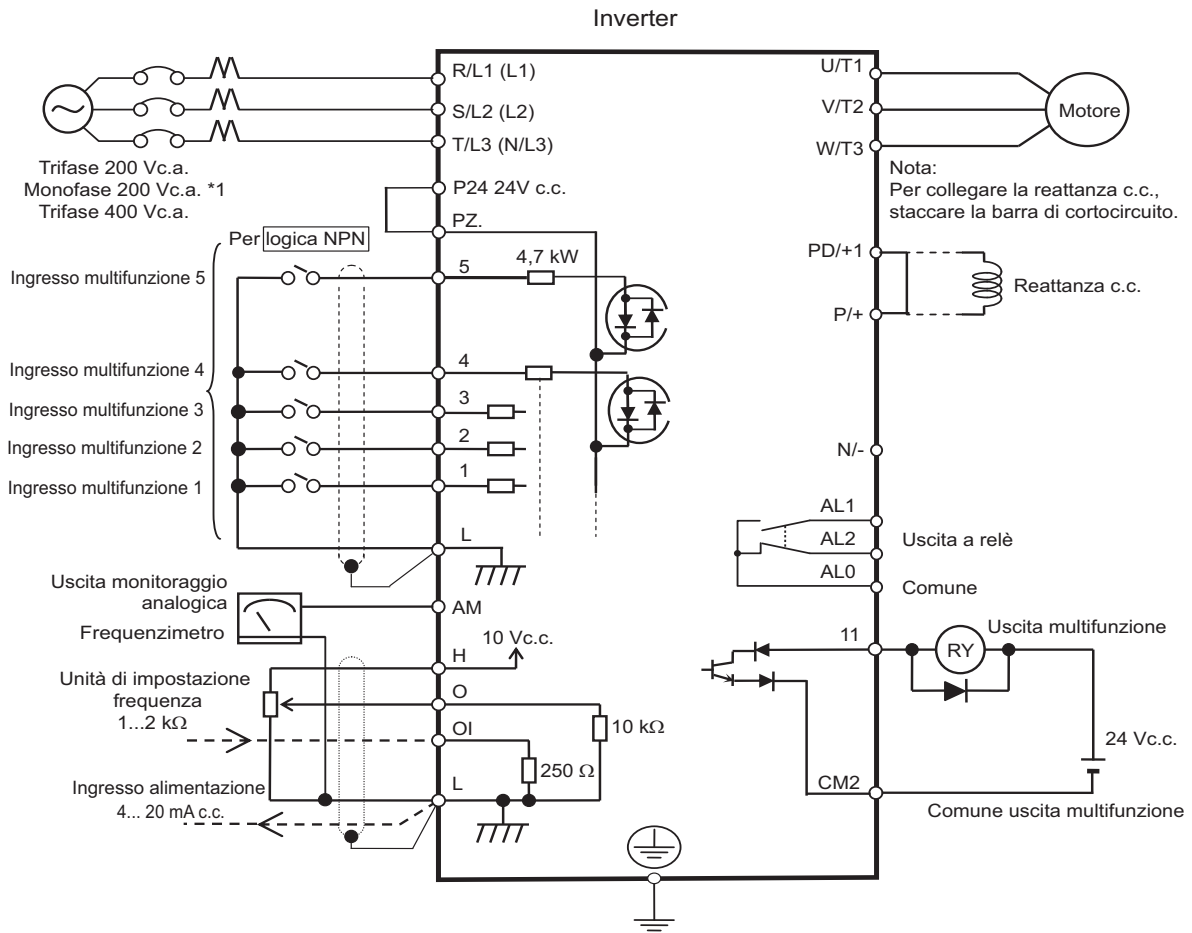 Inverter
R/L1 (L1)
S/L2 (L2)
T/L3 (N/L3)
Trifase 200 Vc.a.
Monofase 200 Vc.a. *1
Trifase 400 Vc.a.
P24 24V c.c.
PZ.
Per logica NPN
Ingresso multifunzione 5
5
4,7 kW
Ingresso multifunzione 4
4
Ingresso multifunzione 3
3
Ingresso multifunzione 2
2
Ingresso multifunzione 1
1
L
Uscita monitoraggio
analogica
Frequenzimetro
AM
H
10 Vc.c.
Unità di impostazione
frequenza
1...2 kΩ
O
OI
10 kΩ
250 Ω
L
Ingresso alimentazione
4... 20 mA c.c.
U/T1
V/T2
W/T3
Motore
Nota:
Per collegare la reattanza c.c.,
staccare la barra di cortocircuito.
PD/+1
P/+
Reattanza c.c.
N/-
AL1
AL2
Uscita a relè
AL0
Comune
11
Uscita multifunzione
RY
24 Vc.c.
CM2
Comune uscita multifunzione